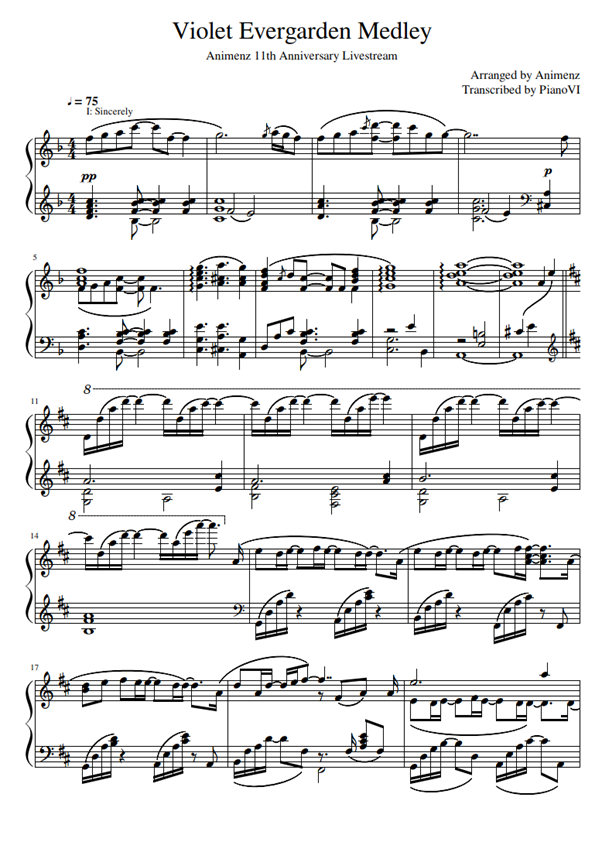 Violet Evergarden Medley
Animenz 11th Anniversary Livestream
Arranged by Animenz
Transcribed by PianoVI
♩ = 75
I: Sincerely
pp
p
5
8
11
8
14
17